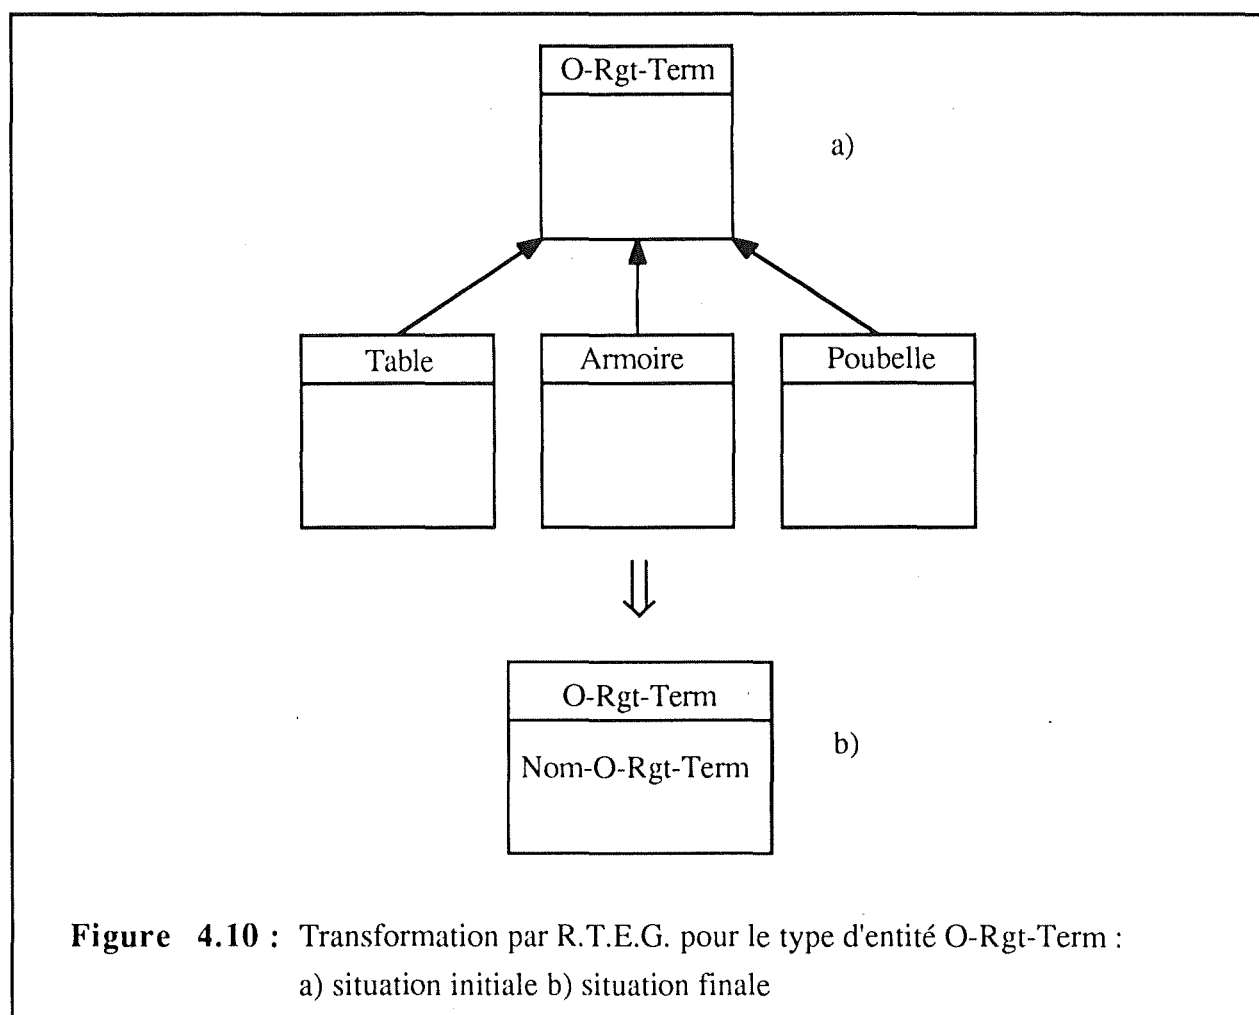 O-Rgt-Term
a)
Table
Armoire
Poubelle
O-Rgt-Term
b)
Nom-O-Rgt-Term
Figure 4.10 : Transformation par R.T.E.G. pour le type d'entité O-Rgt-Term :
a) situation initiale b) situation finale